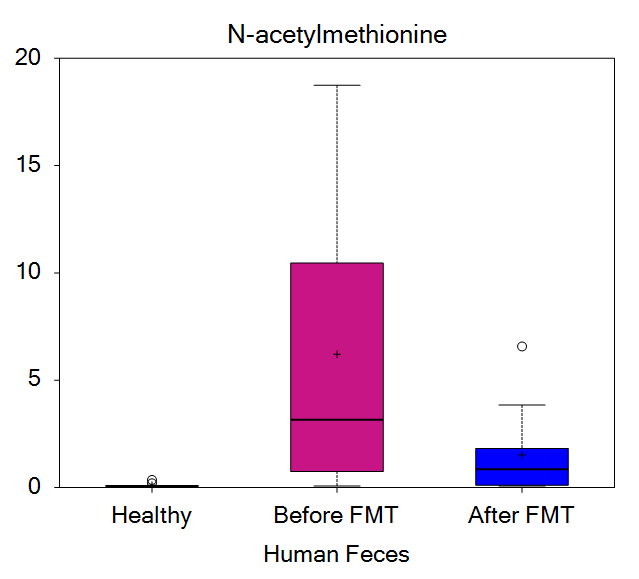 N-acetylmethionine
20
15
10
5
0
Healthy
Before FMT
After FMT
Human Feces